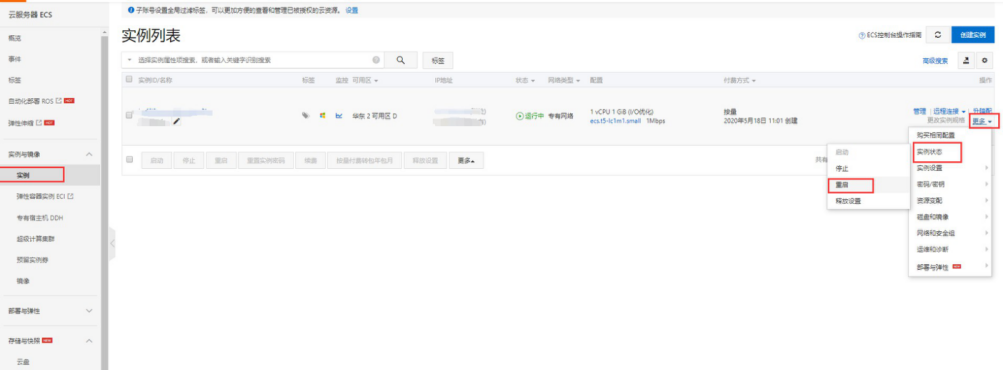 云服务器 ECS
概览
事件
标签
自动化部署 ROS HOT
弹性伸缩 HOT
实例与镜像
实例
弹性容器实例 ECI
专有宿主机 DDH
超级计算集群
预留实例券
镜像
部署与弹性
存储与快照 NEW
云盘
子账号设置全局过滤标签，可以更加方便的查看和管理已被授权的云资源。 设置
实例列表
ECS控制台操作指南
创建实例
选择实例属性项搜索，或者输入关键字识别搜索
标签
高级搜索
实例ID/名称 标签 监控 可用区 IP地址 状态 网络类型 配置 付费方式 操作
华东 2 可用区 D
运行中 专有网络
1 vCPU 1 GB (I/O优化)
ecs.t5-lc1m1.small 1Mbps
按量
2020年5月18日 11:01 创建
管理 远程连接
更改实例规格 更多
启动 停止 重启 重置实例密码 续费 按量付费转包年包月 释放设置 更多
共有
启动
停止
重启
释放设置
购买相同配置
实例状态
实例设置
密码/密钥
资源变配
磁盘和镜像
网络和安全组
运维和诊断
部署与弹性 NEW